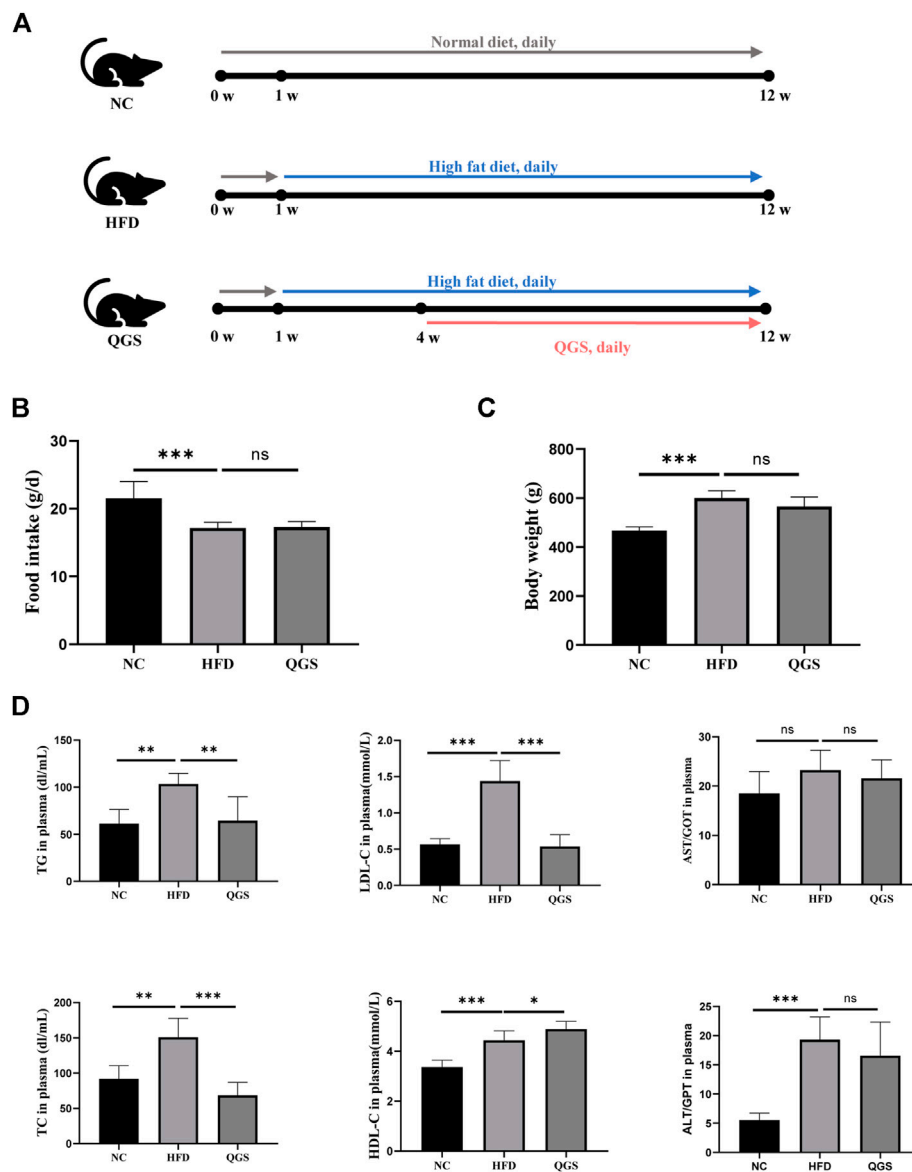 A
Normal diet, daily
NC
0 w 1 w 12 w
High fat diet, daily
HFD
0 w 1 w 12 w
High fat diet, daily
QGS
0 w 1 w 4 w 12 w
QGS, daily
B
Food intake (g/d)
30
20
10
0
*** ns
NC HFD QGS
C
Body weight (g)
800
600
400
200
0
*** ns
NC HFD QGS
D
TG in plasma (dl/mL)
150
100
50
0
** **
NC HFD QGS
LDL-C in plasma(mmol/L)
2.0
1.5
1.0
0.5
0.0
*** ***
NC HFD QGS
AST/GOT in plasma
30
20
10
0
ns ns
NC HFD QGS
TC in plasma (dl/mL)
200
150
100
50
0
** ***
NC HFD QGS
HDL-C in plasma(mmol/L)
6
4
2
0
*** *
NC HFD QGS
ALT/GPT in plasma
25
20
15
10
5
0
*** ns
NC HFD QGS